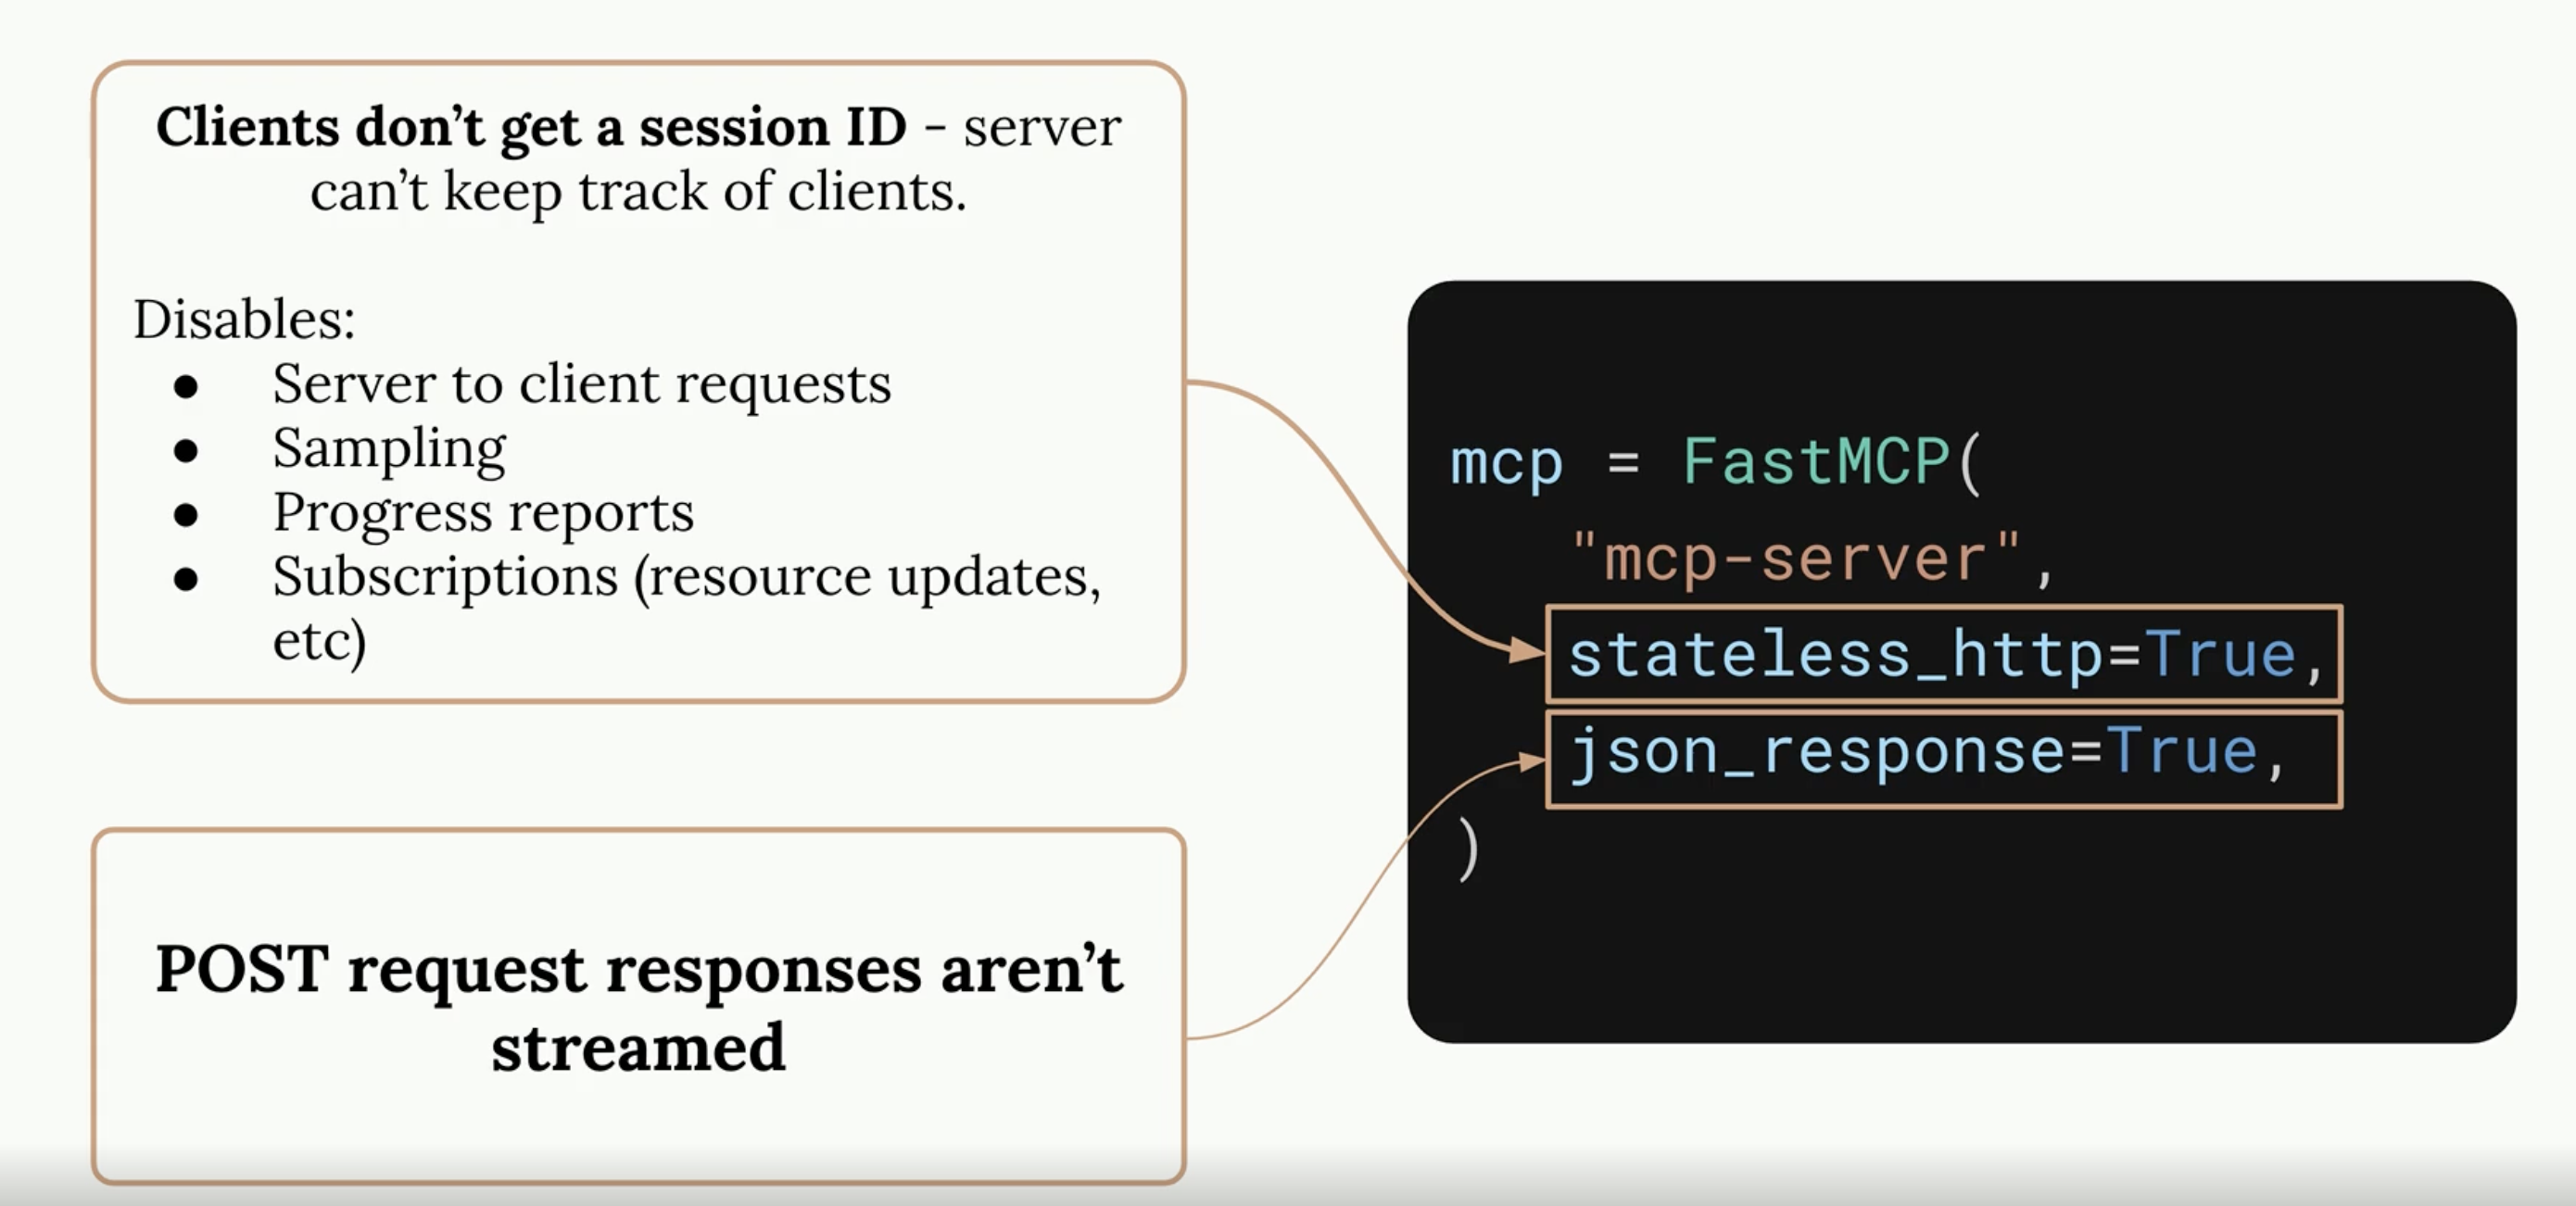 Clients don’t get a session ID - server
can’t keep track of clients.
Disables:
● Server to client requests
● Sampling
● Progress reports
● Subscriptions (resource updates,
etc)
POST request responses aren’t
streamed
mcp = FastMCP(
"mcp-server",
stateless_http=True,
json_response=True,
)